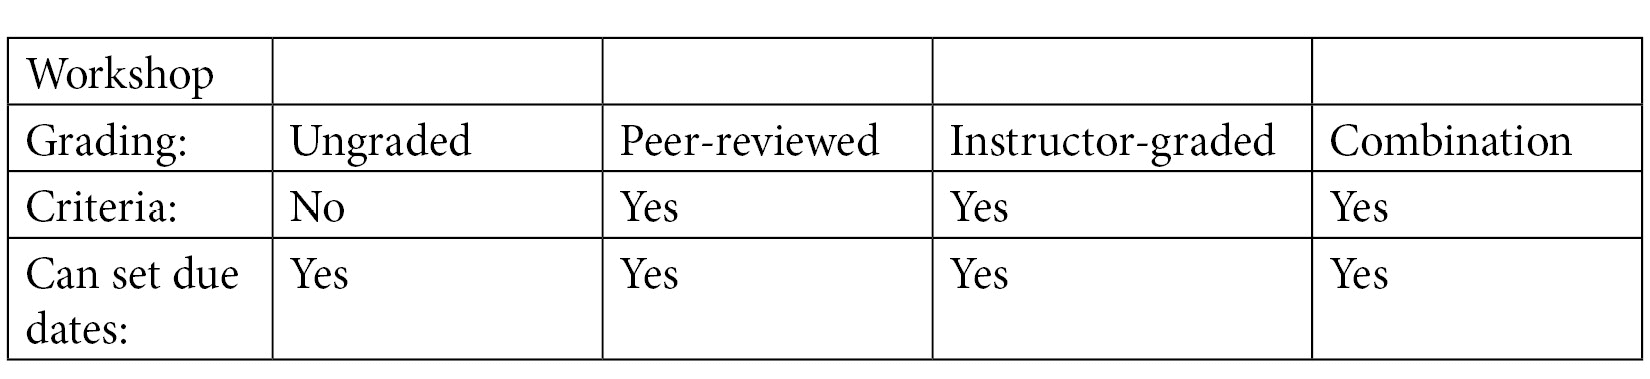 Workshop
Grading: Ungraded Peer-reviewed Instructor-graded Combination
Criteria: No Yes Yes Yes
Can set due Yes Yes Yes Yes
dates: